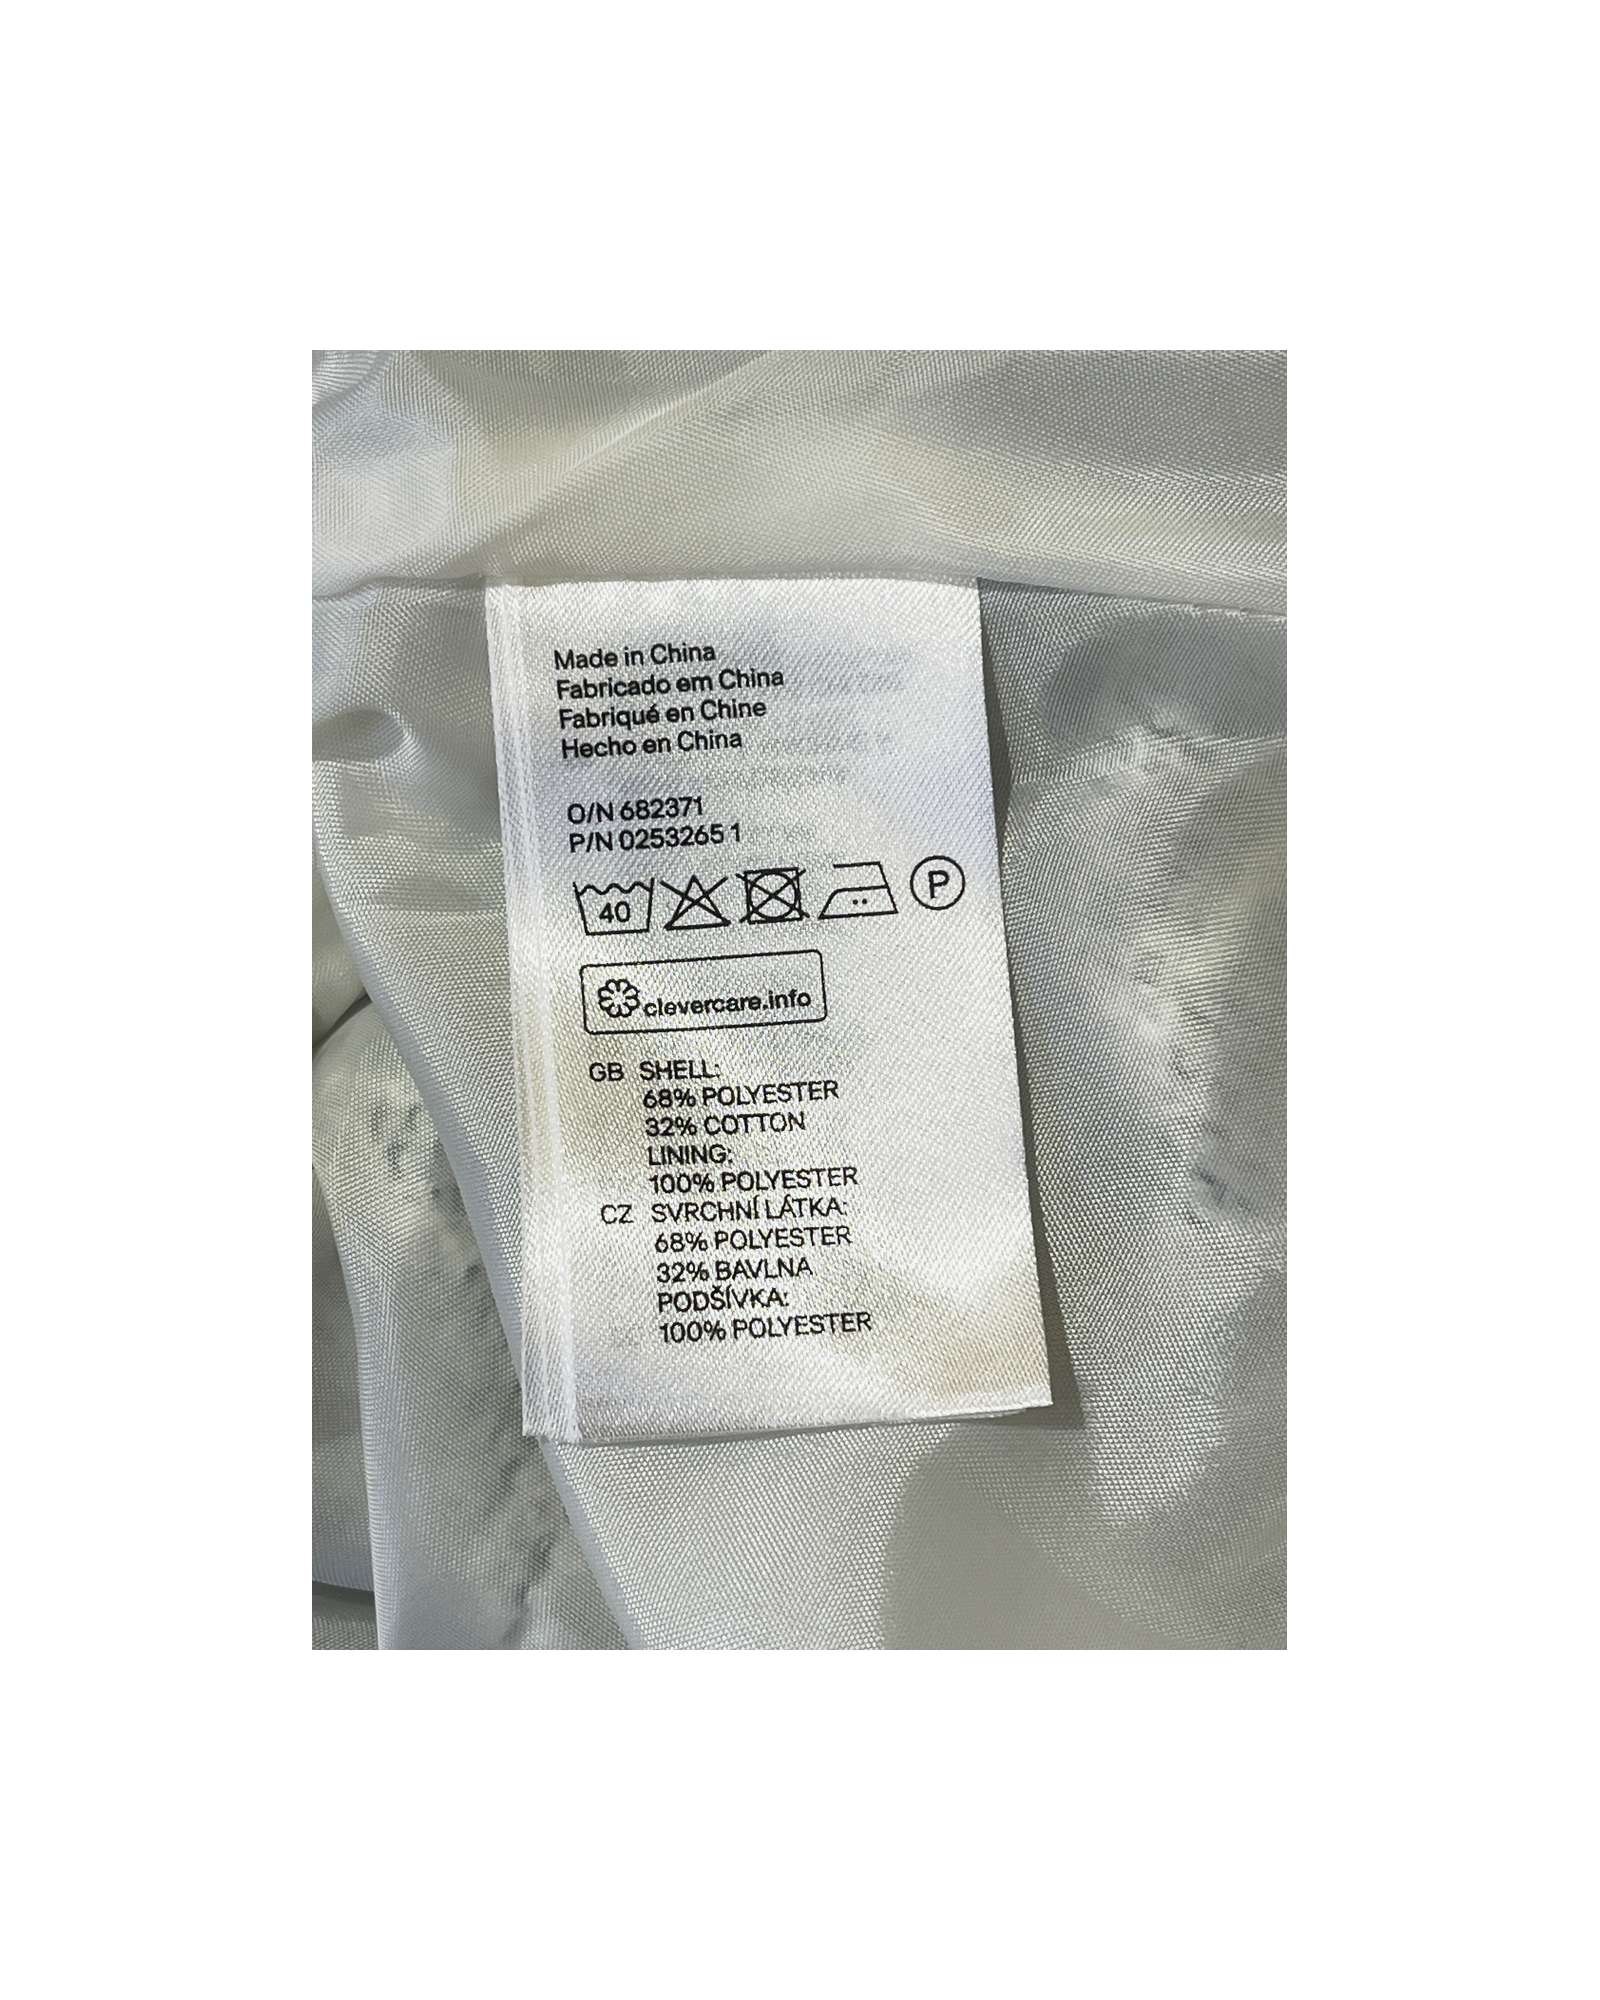 Made in China
Fabricado em China
Fabriqué en Chine
Hecho en China
O/N 682371
P/N 0253265 1
40
P
clevercare.info
GB SHELL:
68% POLYESTER
32% COTTON
LINING:
100% POLYESTER
CZ SVRCHNÍ LÁTKA:
68% POLYESTER
32% BAVLNA
PODŠÍVKA:
100% POLYESTER